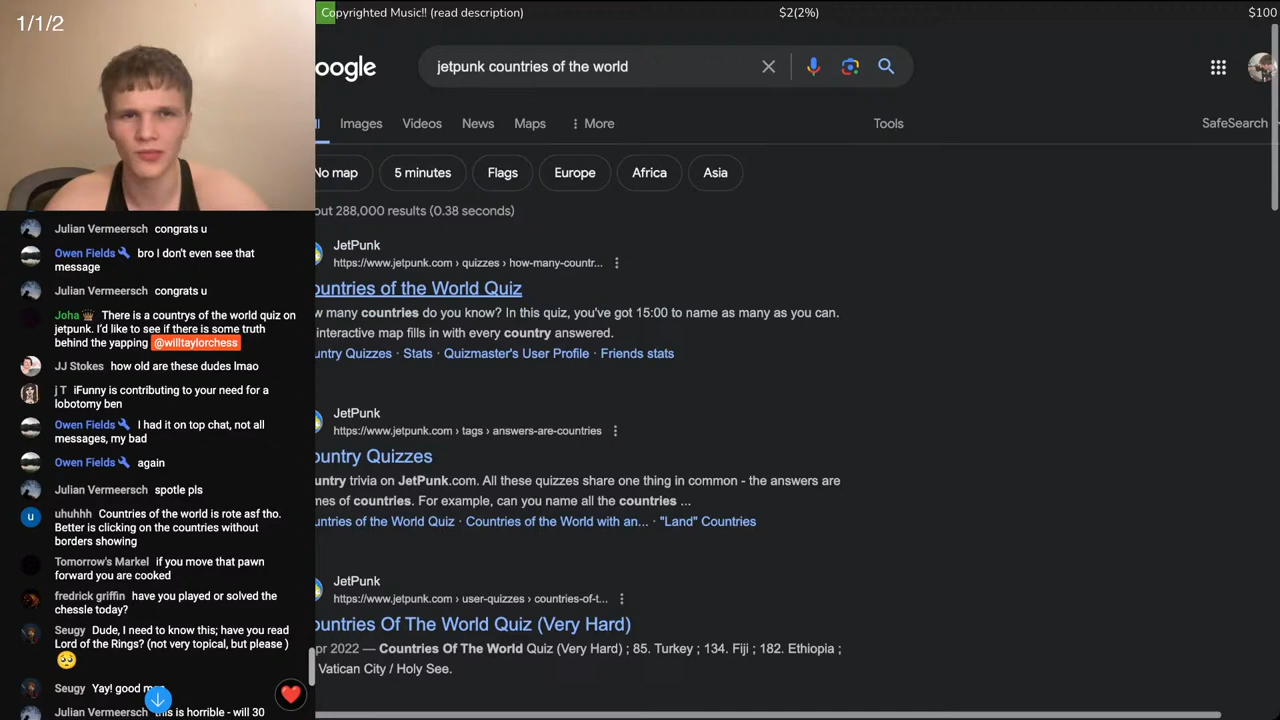 1/1/2
Copyrighted Music!! (read description)
$2(2%)
$100
oogle
jetpunk countries of the world
Images
Videos
News
Maps
More
Tools
SafeSearch
No map
5 minutes
Flags
Europe
Africa
Asia
out 288,000 results (0.38 seconds)
JetPunk
https://www.jetpunk.com › quizzes › how-many-countr...
ountries of the World Quiz
w many countries do you know? In this quiz, you've got 15:00 to name as many as you can.
interactive map fills in with every country answered.
untry Quizzes · Stats · Quizmaster's User Profile · Friends stats
JetPunk
https://www.jetpunk.com › tags › answers-are-countries
ountry Quizzes
untry trivia on JetPunk.com. All these quizzes share one thing in common - the answers are
mes of countries. For example, can you name all the countries ...
untries of the World Quiz · Countries of the World with an... · "Land" Countries
JetPunk
https://www.jetpunk.com › user-quizzes › countries-of-t...
ountries Of The World Quiz (Very Hard)
pr 2022 — Countries Of The World Quiz (Very Hard) ; 85. Turkey ; 134. Fiji ; 182. Ethiopia ;
Vatican City / Holy See.
Julian Vermeersch congrats u
Owen Fields bro I don't even see that
message
Julian Vermeersch congrats u
Joha There is a countrys of the world quiz on
jetpunk. I'd like to see if there is some truth
behind the yapping @willtaylorchess
JJ Stokes how old are these dudes lmao
j T iFunny is contributing to your need for a
lobotomy ben
Owen Fields I had it on top chat, not all
messages, my bad
Owen Fields again
Julian Vermeersch spotle pls
u
uhuhhh Countries of the world is rote asf tho.
Better is clicking on the countries without
borders showing
Tomorrow's Markel if you move that pawn
forward you are cooked
fredrick griffin have you played or solved the
chessle today?
Seugy Dude, I need to know this; have you read
Lord of the Rings? (not very topical, but please )
Seugy Yay! good
Julian Vermeersch this is horrible - will 30